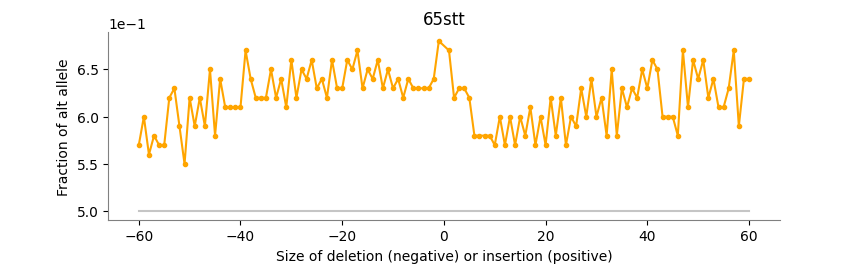 65stt
1e−1
Fraction of alt allele
6.5
6.0
5.5
5.0
−60
−40
−20
0
20
40
60
Size of deletion (negative) or insertion (positive)